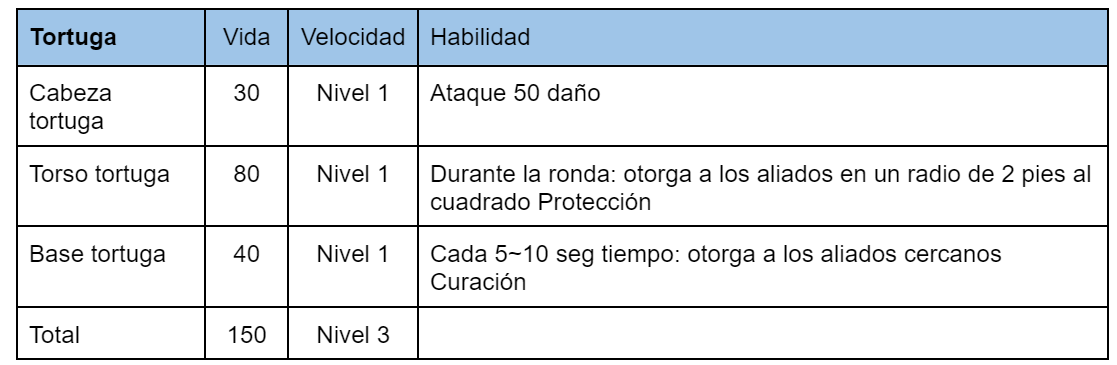 Tortuga Vida Velocidad Habilidad
Cabeza
tortuga 30 Nivel 1 Ataque 50 daño
Torso tortuga 80 Nivel 1 Durante la ronda: otorga a los aliados en un radio de 2 pies al
cuadrado Protección
Base tortuga 40 Nivel 1 Cada 5~10 seg tiempo: otorga a los aliados cercanos
Curación
Total 150 Nivel 3